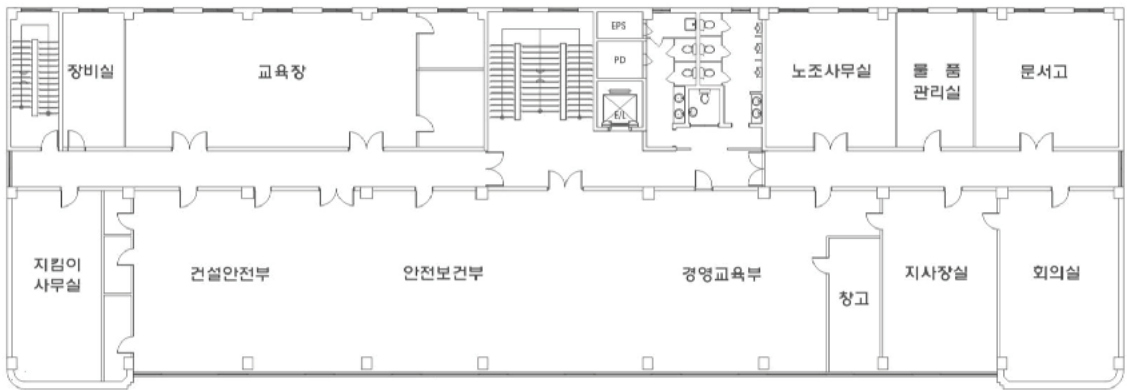 EPS
장비실
교육장
PD
노조사무실
물 품
관리실
문서고
E/L
지킴이
사무실
건설안전부
안전보건부
경영교육부
창고
지사장실
회의실